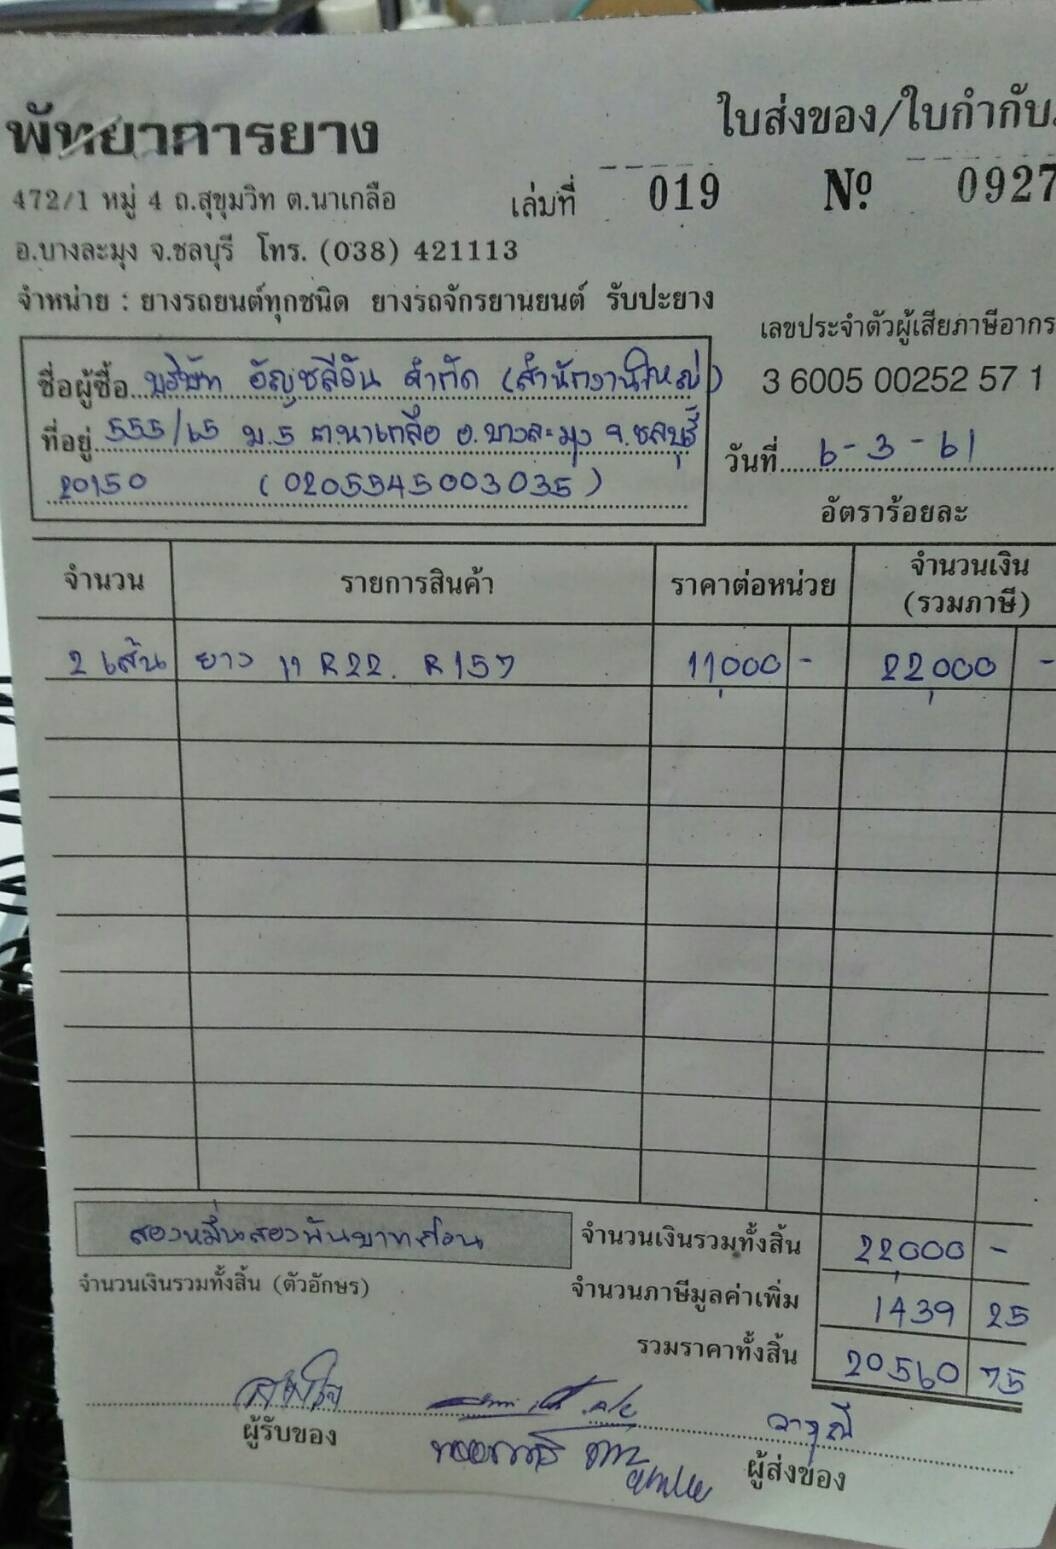 พัทยาการยาง
ใบส่งของ/ใบกำกับ
472/1 หมู่ 4 ถ.สุขุมวิท ต.นาเกลือ
เล่มที่ 019 № 0927
อ.บางละมุง จ.ชลบุรี โทร. (038) 421113
จำหน่าย : ยางรถยนต์ทุกชนิด ยางรถจักรยานยนต์ รับปะยาง
เลขประจำตัวผู้เสียภาษีอากร
3 6005 00252 57 1
ชื่อผู้ซื้อ บริษัท อัญชลีวัน จำกัด (สำนักงานใหญ่)
ที่อยู่ 555/65 ม.5 ต.นาเกลือ อ.บางละมุง จ.ชลบุรี
20150 (0205545003035)
วันที่ 6-3-61
อัตราร้อยละ
จำนวน รายการสินค้า ราคาต่อหน่วย จำนวนเงิน (รวมภาษี)
2 เส้น ยาง 11 R22. R157 11,000 - 22,000 -
สองหมื่นสองพันบาทถ้วน จำนวนเงินรวมทั้งสิ้น 22,000 -
จำนวนเงินรวมทั้งสิ้น (ตัวอักษร) จำนวนภาษีมูลค่าเพิ่ม 1439 25
รวมราคาทั้งสิ้น 20560 75
ผู้รับของ
ผู้ส่งของ